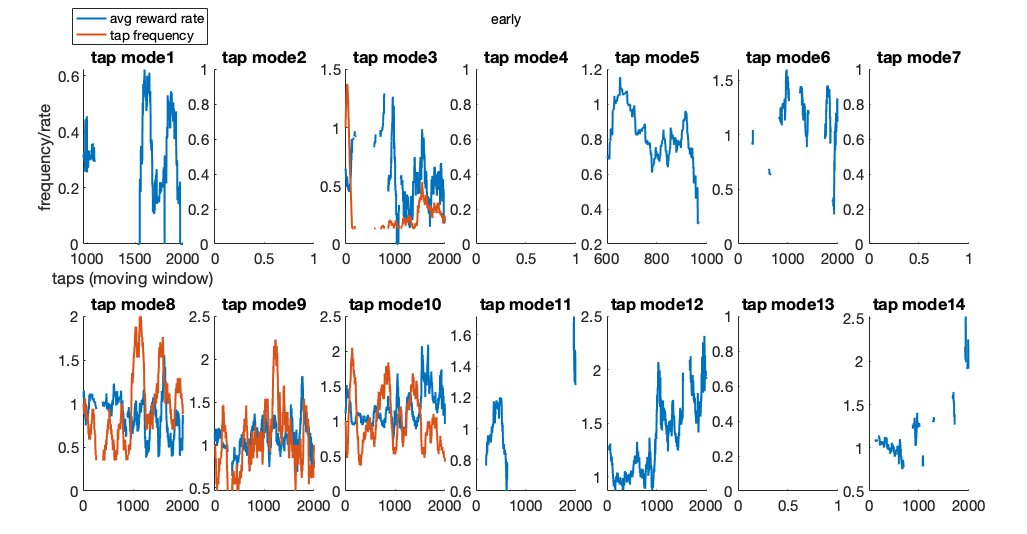 early
avg reward rate
tap frequency
tap mode1 tap mode2 tap mode3 tap mode4 tap mode5 tap mode6 tap mode7
0.6 1 1.5 1 1.2 1.5 1
0.8 0.8 1 0.8
0.4 0.6 1 0.6 0.8 1 0.6
0.4 0.4 0.6 0.4
0.2 0.5 0.5
0.2 0.2 0.4 0.2
0 0 0 0 0.2 0 0
1000 1500 2000 0 0.5 1 0 1000 2000 0 0.5 1 600 800 1000 0 1000 2000 0 0.5 1
frequency/rate
taps (moving window)
tap mode8 tap mode9 tap mode10 tap mode11 tap mode12 tap mode13 tap mode14
2 2.5 2.5 2.5 1 2.5
1.6
1.5 2 2 1.4 2 0.8 2
1 1.5 1.5 1.2 0.6 1.5
1 1.5 0.4
0.5 1 1 0.8 1 0.2 1
0 0.5 0 0.6 0 0.5
0.5
0 1000 2000 0 1000 2000 0 1000 2000 0 1000 2000 0 1000 2000 0 0.5 1 0 1000 2000